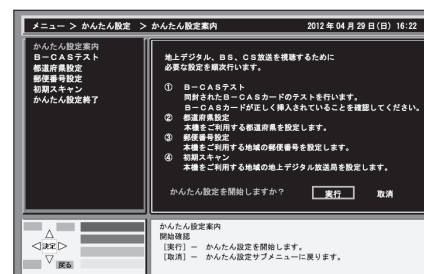 メニュー > かんたん設定 > かんたん設定案内 2012年04月29日(日) 16:22
かんたん設定案内
B-CASテスト
都道府県設定
郵便番号設定
初期スキャン
かんたん設定終了
地上デジタル、BS、CS放送を視聴するために
必要な設定を順次行います。
① B-CASテスト
同封されたB-CASカードのテストを行います。
B-CASカードが正しく挿入されていることを確認してください。
② 都道府県設定
本機をご利用する都道府県を設定します。
③ 郵便番号設定
本機をご利用する地域の郵便番号を設定します。
④ 初期スキャン
本機をご利用する地域の地上デジタル放送局を設定します。
かんたん設定を開始しますか? 実行 取消
決定
戻る
かんたん設定案内
開始確認
[実行] − かんたん設定を開始します。
[取消] − かんたん設定サブメニューに戻ります。